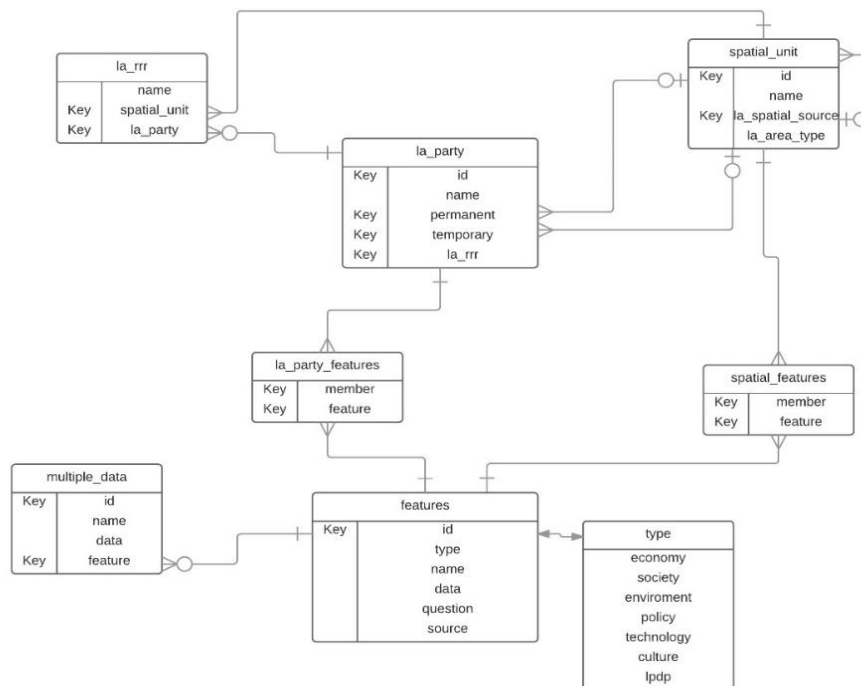 la_rrr
name
Key spatial_unit
Key la_party
spatial_unit
Key id
name
Key la_spatial_source
la_area_type
la_party
Key id
name
Key permanent
Key temporary
Key la_rrr
la_party_features
Key member
Key feature
spatial_features
Key member
Key feature
multiple_data
Key id
name
data
Key feature
features
Key id
type
name
data
question
source
type
economy
society
enviroment
policy
technology
culture
lpdp